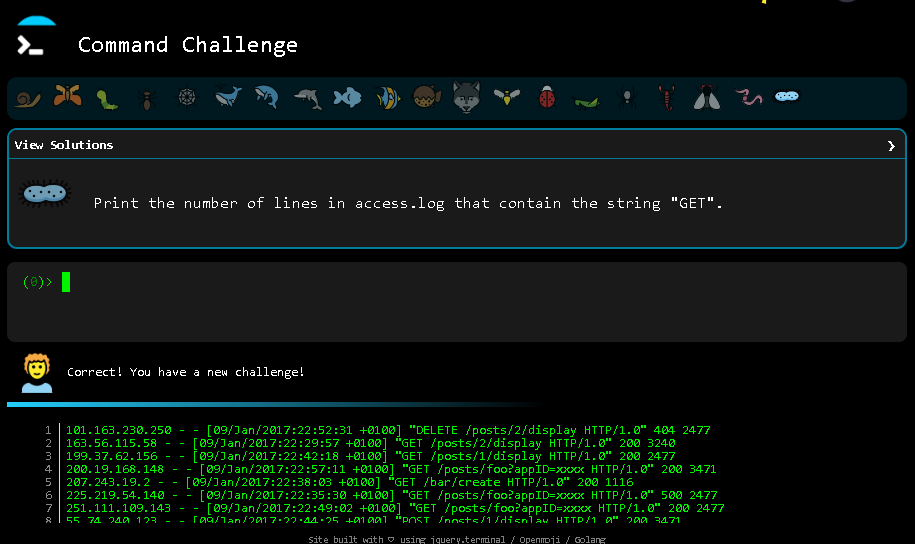 Command Challenge
View Solutions
Print the number of lines in access.log that contain the string "GET".
(0)>
Correct! You have a new challenge!
1 101.163.230.250 - - [09/Jan/2017:22:52:31 +0100] "DELETE /posts/2/display HTTP/1.0" 404 2477
2 163.56.115.58 - - [09/Jan/2017:22:29:57 +0100] "GET /posts/2/display HTTP/1.0" 200 3240
3 199.37.62.156 - - [09/Jan/2017:22:42:18 +0100] "GET /posts/1/display HTTP/1.0" 200 2477
4 200.19.168.148 - - [09/Jan/2017:22:57:11 +0100] "GET /posts/foo?appID=xxxx HTTP/1.0" 200 3471
5 207.243.19.2 - - [09/Jan/2017:22:38:03 +0100] "GET /bar/create HTTP/1.0" 200 1116
6 225.219.54.140 - - [09/Jan/2017:22:35:30 +0100] "GET /posts/foo?appID=xxxx HTTP/1.0" 500 2477
7 251.111.109.143 - - [09/Jan/2017:22:49:02 +0100] "GET /posts/foo?appID=xxxx HTTP/1.0" 200 2477
8 55.74.240.123 - - [09/Jan/2017:22:44:25 +0100] "POST /posts/1/display HTTP/1.0" 200 3471
Site built with ♡ using jquery.terminal / Openmoji / Golang